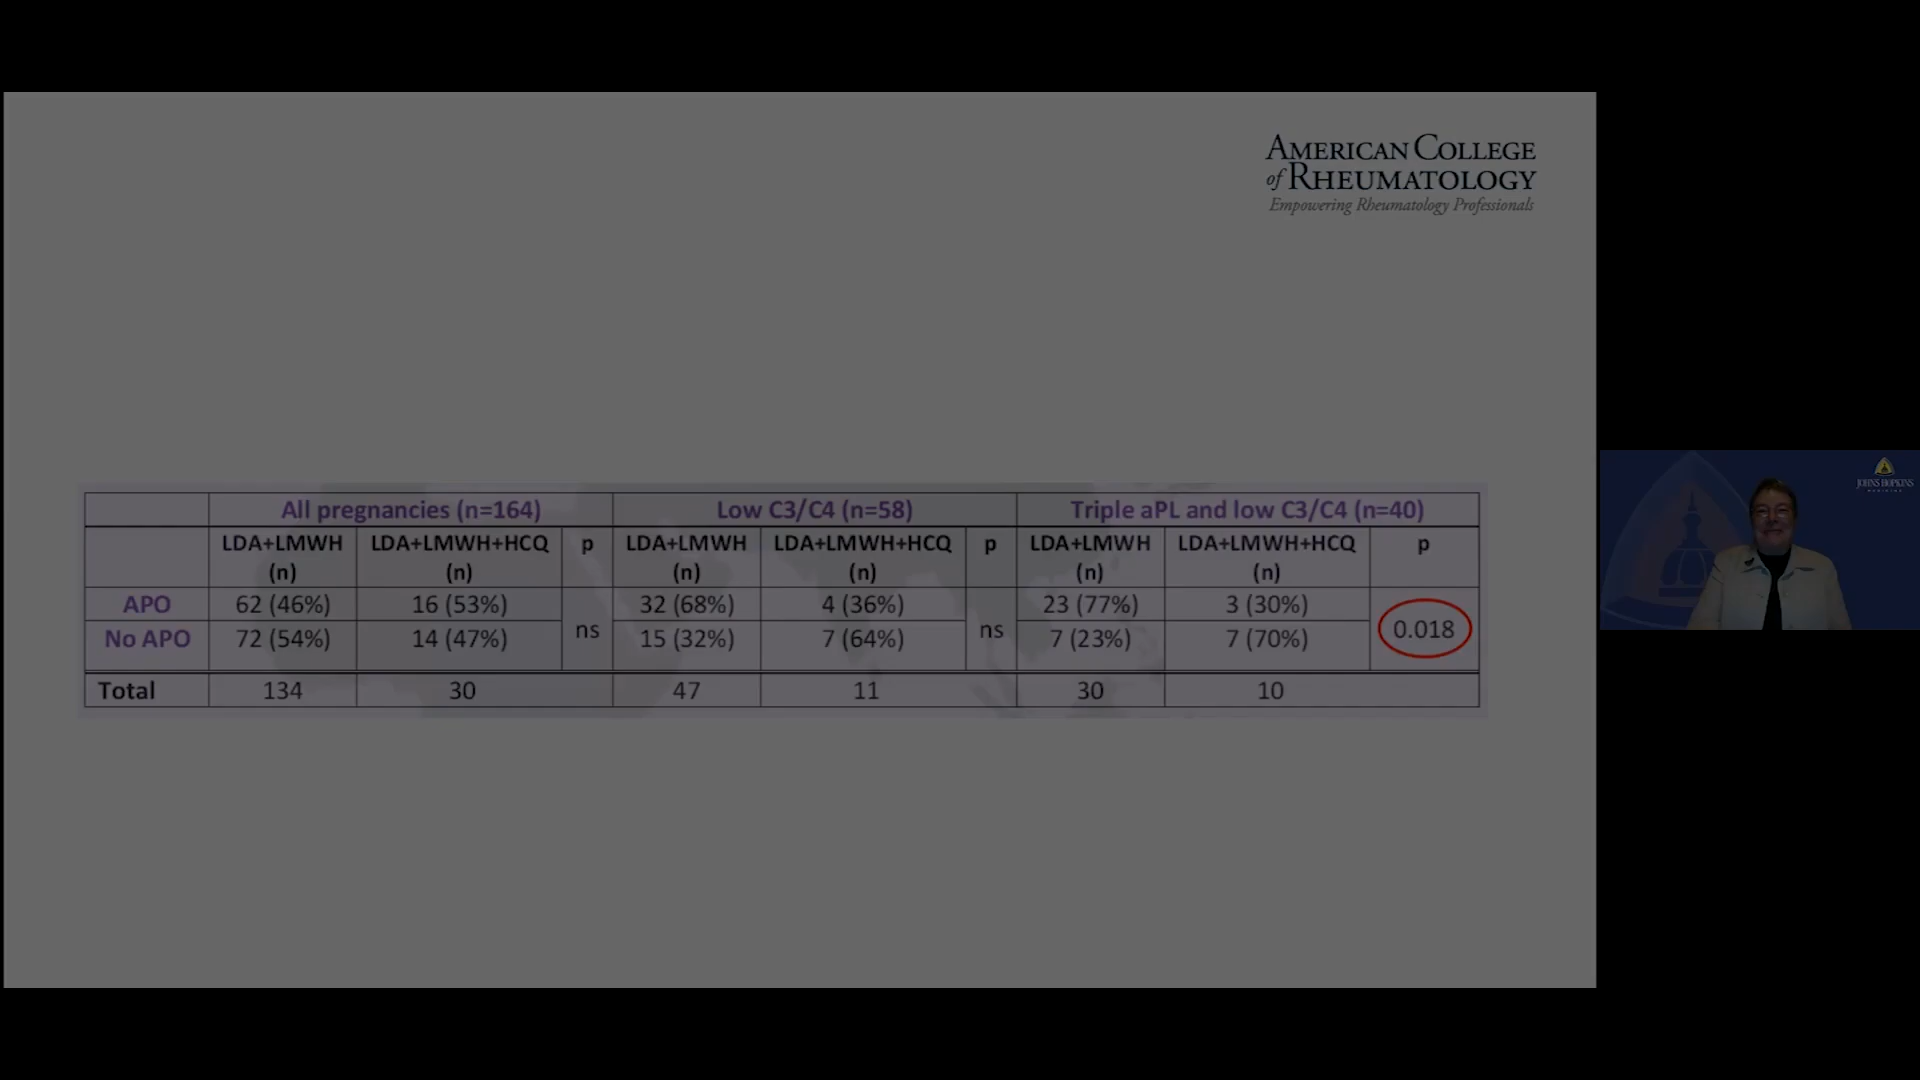 AMERICAN COLLEGE
of RHEUMATOLOGY
Empowering Rheumatology Professionals
All pregnancies (n=164) Low C3/C4 (n=58) Triple aPL and low C3/C4 (n=40)
LDA+LMWH (n) LDA+LMWH+HCQ (n) p LDA+LMWH (n) LDA+LMWH+HCQ (n) p LDA+LMWH (n) LDA+LMWH+HCQ (n) p
APO 62 (46%) 16 (53%) ns 32 (68%) 4 (36%) ns 23 (77%) 3 (30%) 0.018
No APO 72 (54%) 14 (47%) 15 (32%) 7 (64%) 7 (23%) 7 (70%)
Total 134 30 47 11 30 10
JOHNS HOPKINS
MEDICINE